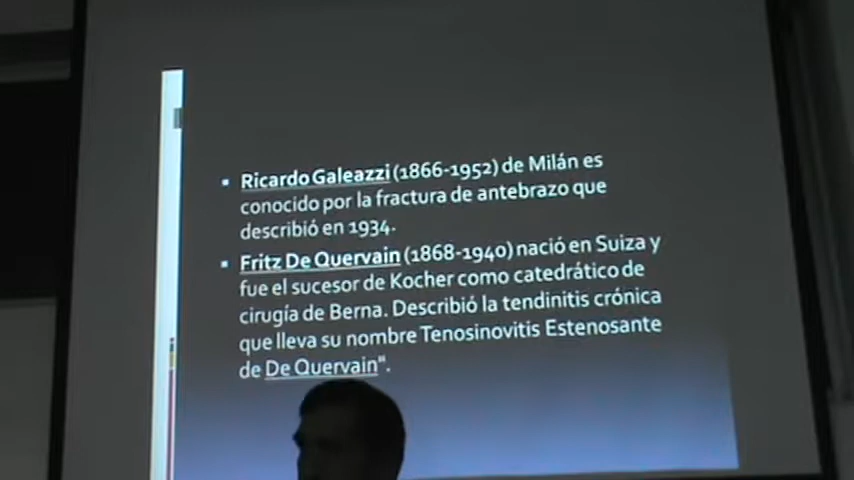 Ricardo Galeazzi (1866-1952) de Milán es
conocido por la fractura de antebrazo que
describió en 1934.
Fritz De Quervain (1868-1940) nació en Suiza y
fue el sucesor de Kocher como catedrático de
cirugía de Berna. Describió la tendinitis crónica
que lleva su nombre Tenosinovitis Estenosante
de De Quervain".